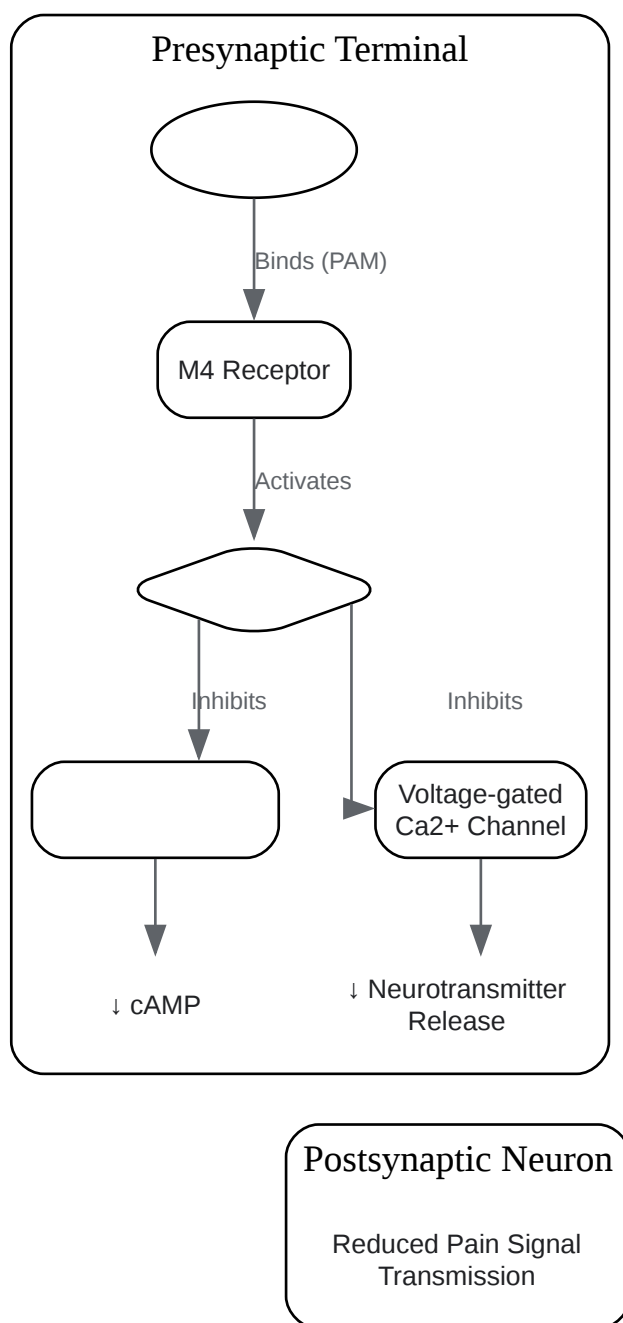 Presynaptic Terminal
Binds (PAM)
M4 Receptor
Activates
Inhibits
Inhibits
Voltage-gated
Ca2+ Channel
↓ cAMP
↓ Neurotransmitter
Release
Postsynaptic Neuron
Reduced Pain Signal
Transmission